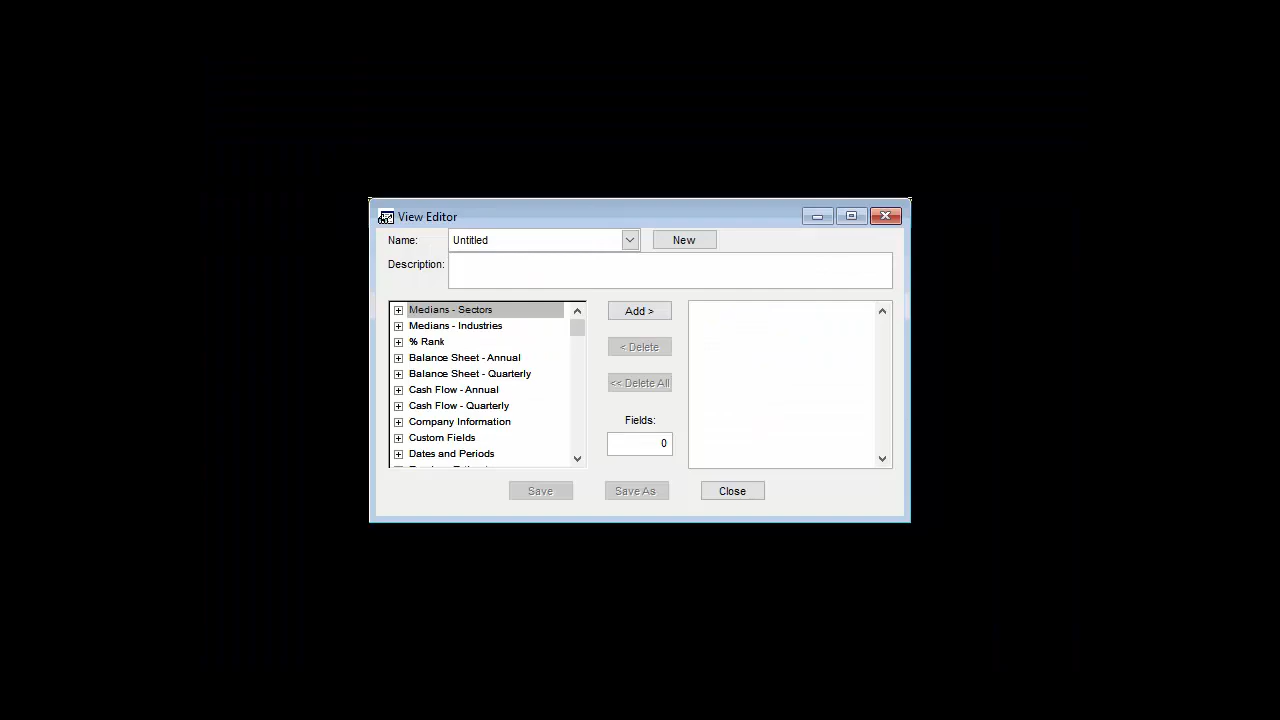 View Editor
Name: Untitled New
Description:
Medians - Sectors
Medians - Industries
% Rank
Balance Sheet - Annual
Balance Sheet - Quarterly
Cash Flow - Annual
Cash Flow - Quarterly
Company Information
Custom Fields
Dates and Periods
Add >
< Delete
<< Delete All
Fields:
0
Save Save As Close